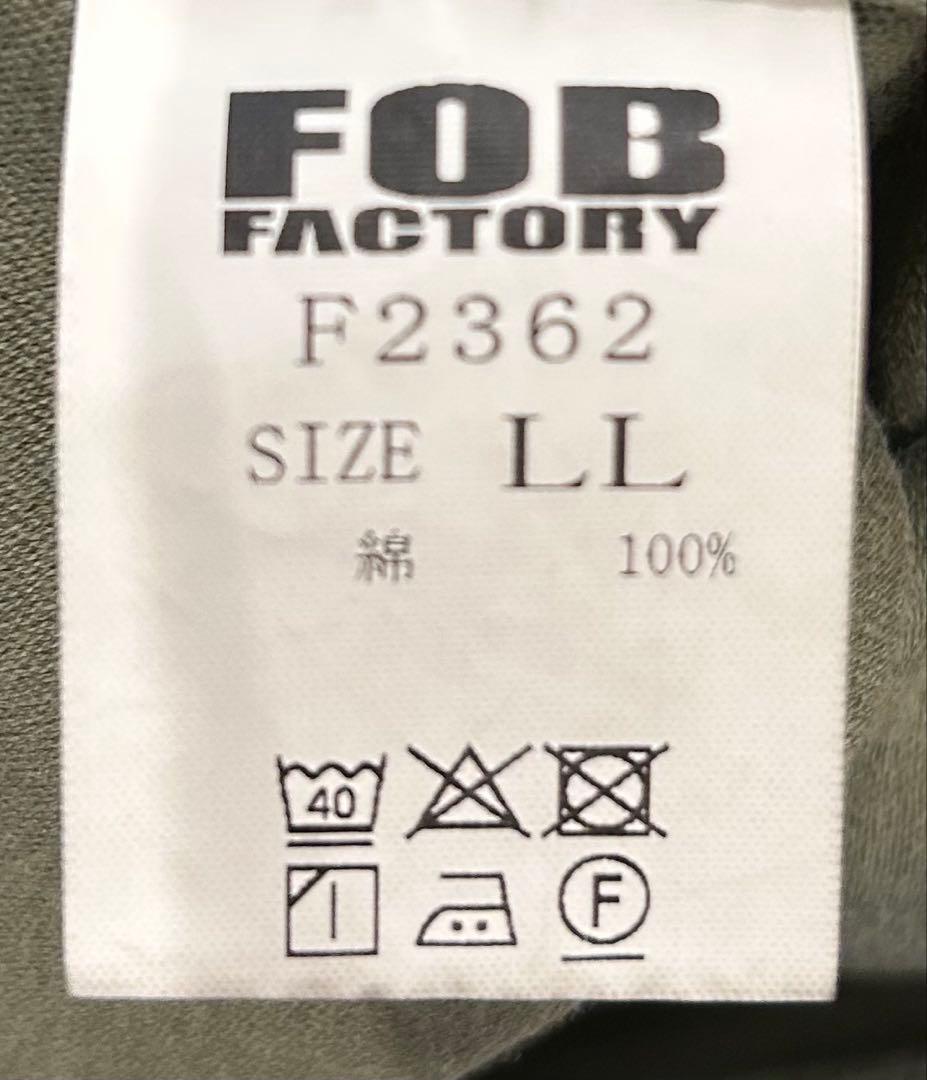 FOB
FACTORY
F2362
SIZE LL
綿 100%
40
F